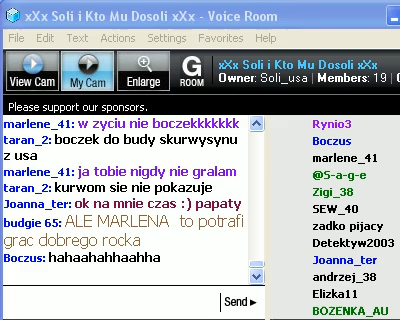 xXx Soli i Kto Mu Dosoli xXx - Voice Room
File Edit Text Actions Settings Favorites Help
View Cam My Cam Enlarge G ROOM
xXx Soli i Kto Mu Dosoli xXx
Owner: Soli_usa | Members: 19 |
Please support our sponsors.
marlene_41: w zyciu nie boczekkkkkkk
taran_2: boczek do budy skurwysynu
z usa
marlene_41: ja tobie nigdy nie gralam
taran_2: kurwom sie nie pokazuje
Joanna_ter: ok na mnie czas :) papaty
budgie 65: ALE MARLENA to potrafi
grac dobrego rocka
Boczus: hahaahahhaahha
Send
Rynio3
Boczus
marlene_41
@S-a-g-e
Zigi_38
SEW_40
zadko pijacy
Detektyw2003
Joanna_ter
andrzej_38
Elizka11
BOZENKA_AU